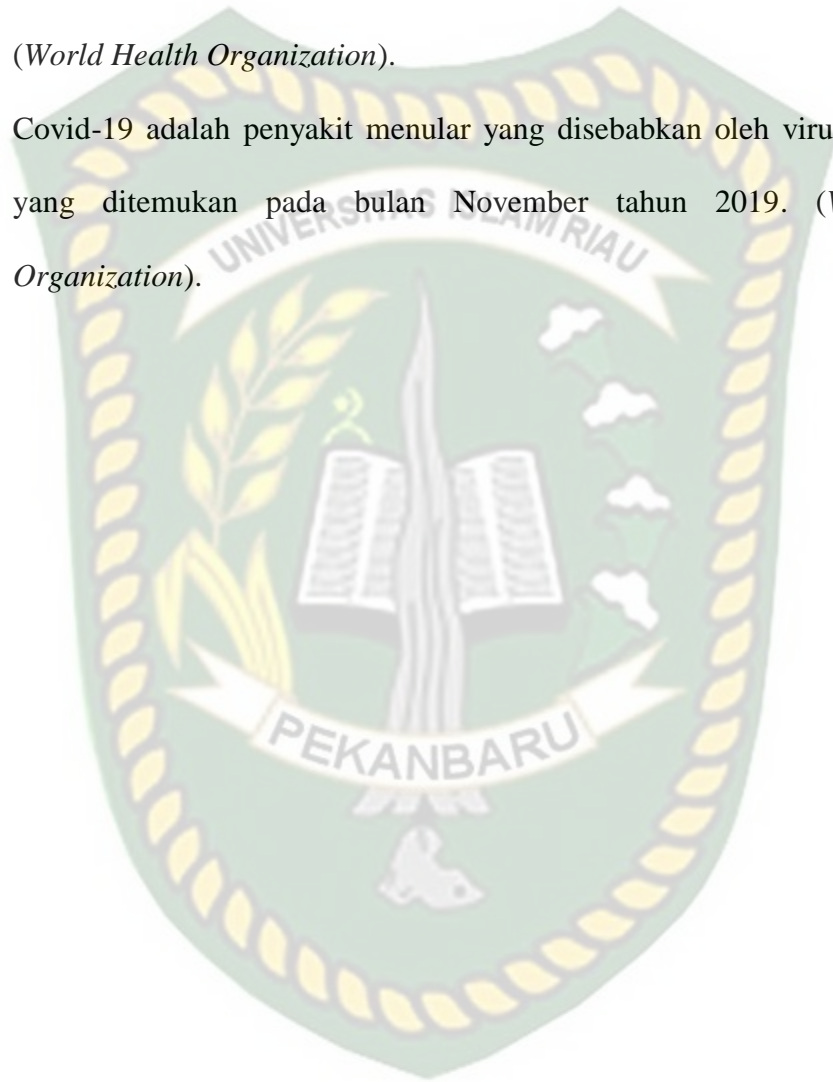 (World Health Organization).
Covid-19 adalah penyakit menular yang disebabkan oleh
yang ditemukan pada bulan November tahun 2019. (
Organization).
UNIVERSITAS ISLAM RIAU
PEKANBARU